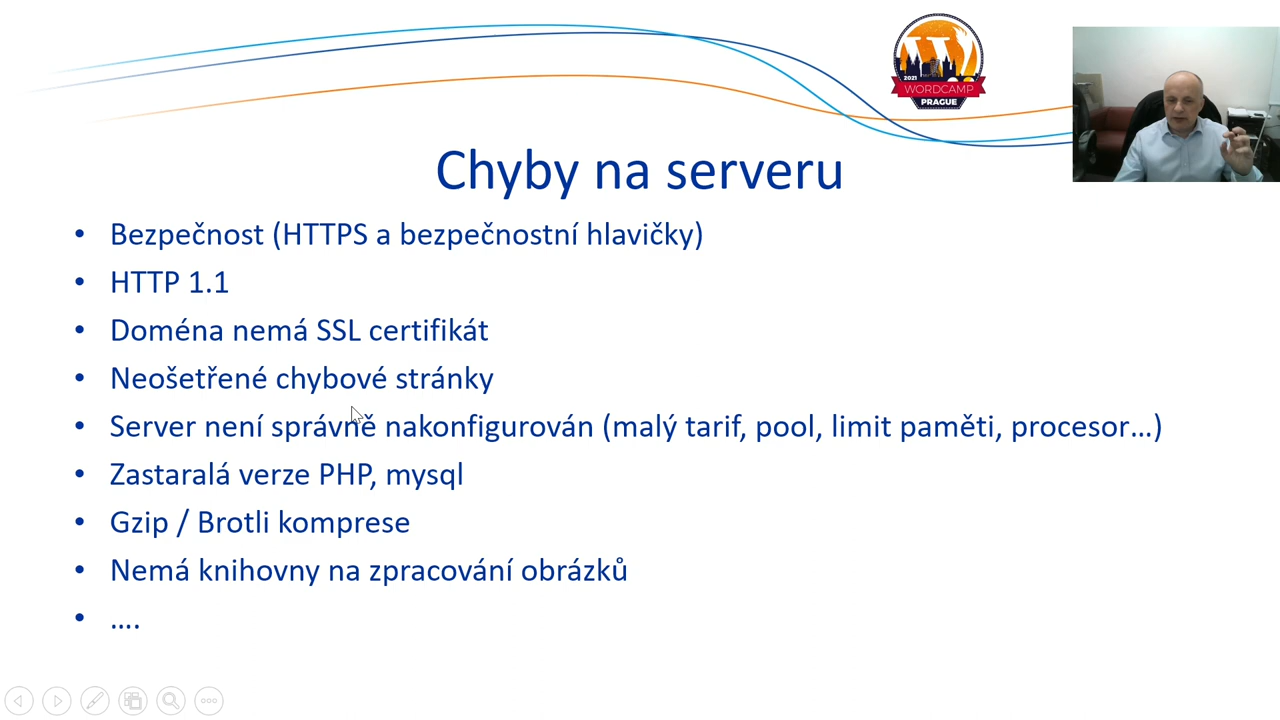 2021
WORDCAMP
PRAGUE
Chyby na serveru
• Bezpečnost (HTTPS a bezpečnostní hlavičky)
• HTTP 1.1
• Doména nemá SSL certifikát
• Neošetřené chybové stránky
• Server není správně nakonfigurován (malý tarif, pool, limit paměti, procesor…)
• Zastaralá verze PHP, mysql
• Gzip / Brotli komprese
• Nemá knihovny na zpracování obrázků
• ….